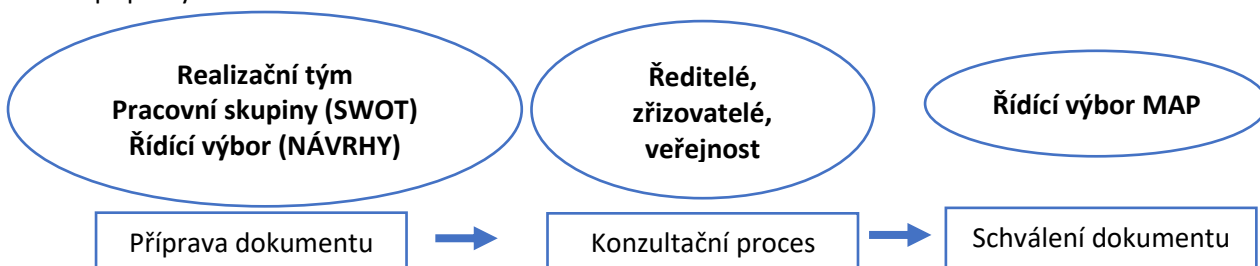 Realizační tým
Pracovní skupiny (SWOT)
Řídící výbor (NÁVRHY)
Ředitelé,
zřizovatelé,
veřejnost
Řídící výbor MAP
Příprava dokumentu
Konzultační proces
Schválení dokumentu